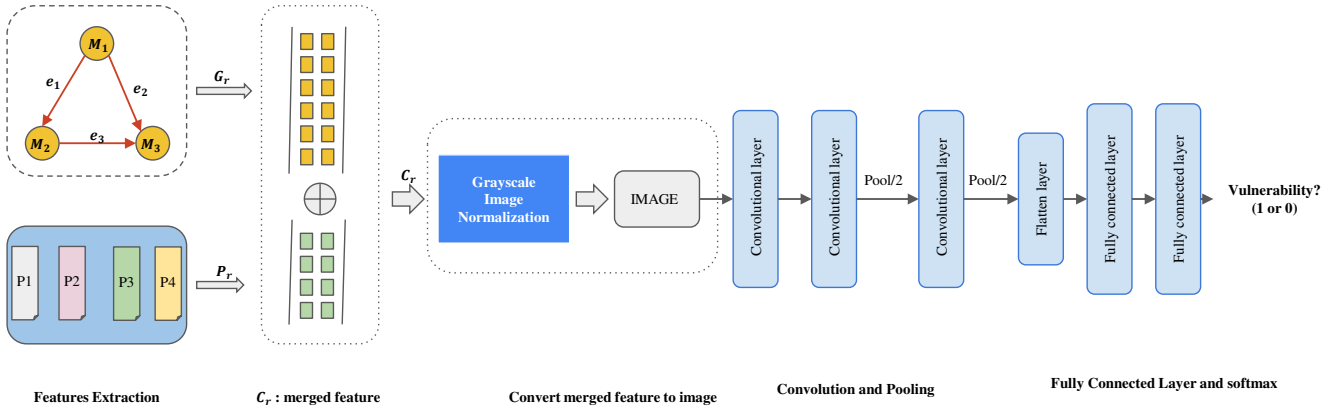 M₁
e₁
e₂
M₂
e₃
M₃
Gᵣ
P1
P2
P3
P4
Pᵣ
Cᵣ
Grayscale
Image
Normalization
IMAGE
Convolutional layer
Convolutional layer
Pool/2
Convolutional layer
Pool/2
Flatten layer
Fully connected layer
Fully connected layer
Vulnerability?
(1 or 0)
Features Extraction
Cᵣ : merged feature
Convert merged feature to image
Convolution and Pooling
Fully Connected Layer and softmax